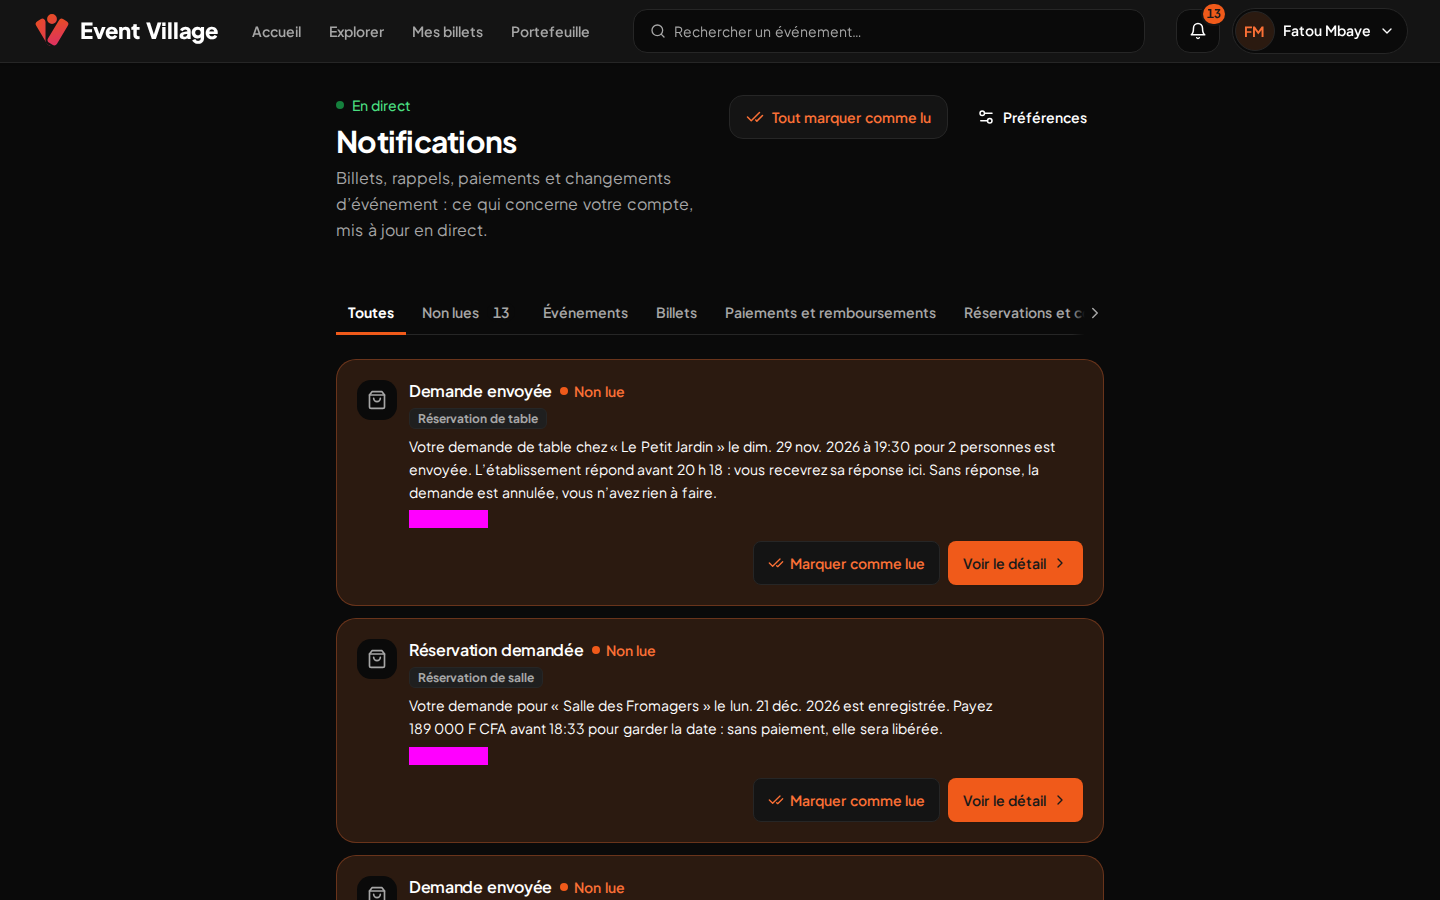 Event Village
Accueil
Explorer
Mes billets
Portefeuille
Rechercher un événement…
13
FM
Fatou Mbaye
En direct
Notifications
Billets, rappels, paiements et changements
d’événement : ce qui concerne votre compte,
mis à jour en direct.
Tout marquer comme lu
Préférences
Toutes
Non lues 13
Événements
Billets
Paiements et remboursements
Réservations et
Demande envoyée
Non lue
Réservation de table
Votre demande de table chez « Le Petit Jardin » le dim. 29 nov. 2026 à 19:30 pour 2 personnes est
envoyée. L’établissement répond avant 20 h 18 : vous recevrez sa réponse ici. Sans réponse, la
demande est annulée, vous n’avez rien à faire.
Marquer comme lue
Voir le détail
Réservation demandée
Non lue
Réservation de salle
Votre demande pour « Salle des Fromagers » le lun. 21 déc. 2026 est enregistrée. Payez
189 000 F CFA avant 18:33 pour garder la date : sans paiement, elle sera libérée.
Marquer comme lue
Voir le détail
Demande envoyée
Non lue